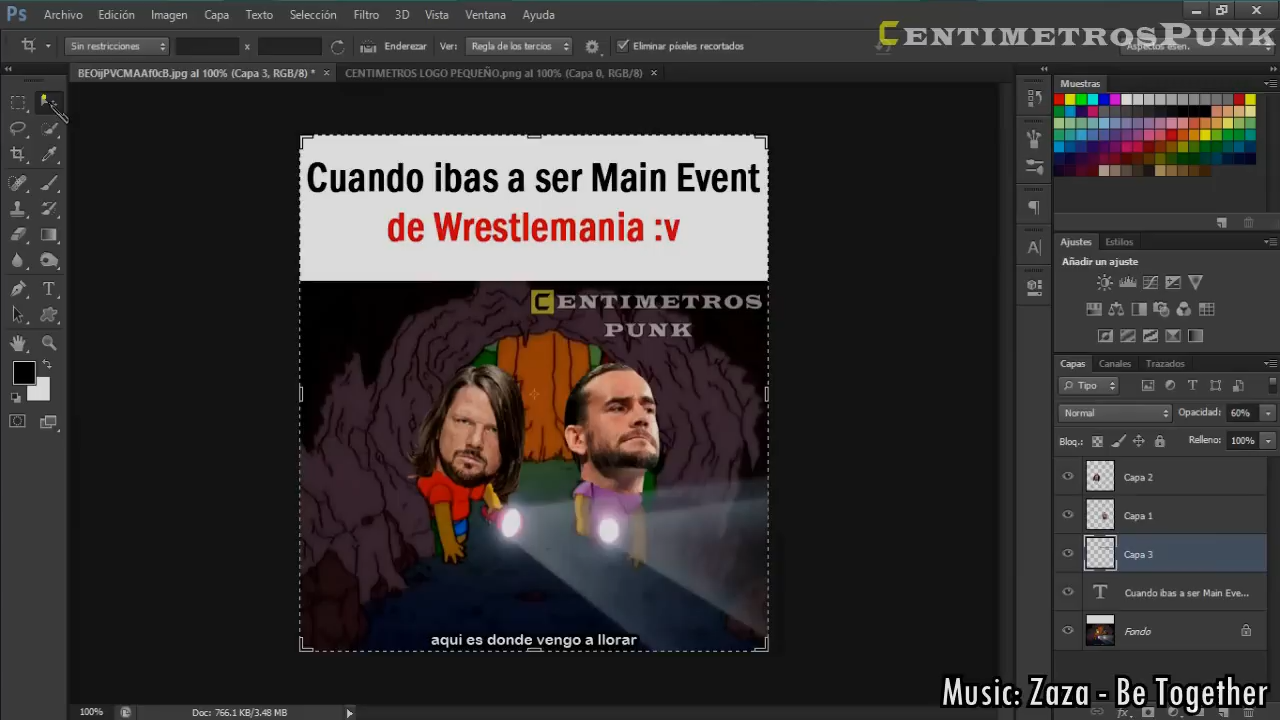 Ps Archivo Edición Imagen Capa Texto Selección Filtro 3D Vista Ventana Ayuda
CENTIMETROSPUNK
Sin restricciones x Enderezar Ver: Regla de los tercios Eliminar píxeles recortados Aspectos esen.
BEOijPVCMAAf0cB.jpg al 100% (Capa 3, RGB/8) * × CENTIMETROS LOGO PEQUEÑO.png al 100% (Capa 0, RGB/8) ×
Muestras
Cuando ibas a ser Main Event
de Wrestlemania :v
CENTIMETROS
PUNK
aqui es donde vengo a llorar
Ajustes Estilos
Añadir un ajuste
Capas Canales Trazados
Tipo
Normal Opacidad: 60%
Bloq.: Relleno: 100%
Capa 2
Capa 1
Capa 3
T Cuando ibas a ser Main Eve...
Fondo
Music: Zaza - Be Together
100% Doc: 766.1 KB/3.48 MB